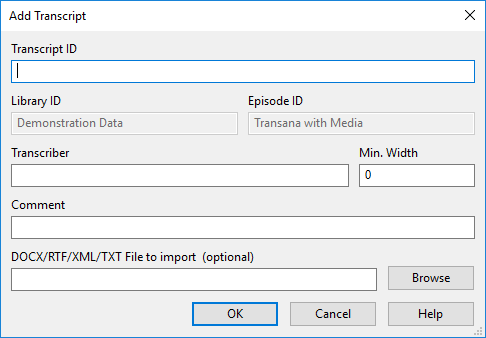 Add Transcript
Transcript ID
Library ID Episode ID
Demonstration Data Transana with Media
Transcriber Min. Width
0
Comment
DOCX/RTF/XML/TXT File to import (optional)
Browse
OK Cancel Help